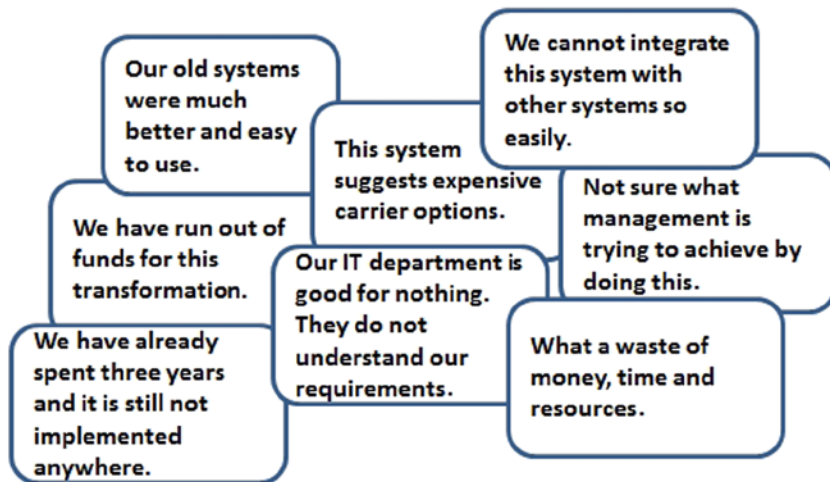 Our old systems
were much
better and easy
to use.
We cannot integrate
this system with
other systems so
easily.
This system
suggests expensive
carrier options.
Not sure what
management is
trying to achieve by
doing this.
We have run out of
funds for this
transformation.
Our IT department is
good for nothing.
They do not
understand our
requirements.
What a waste of
money, time and
resources.
We have already
spent three years
and it is still not
implemented
anywhere.